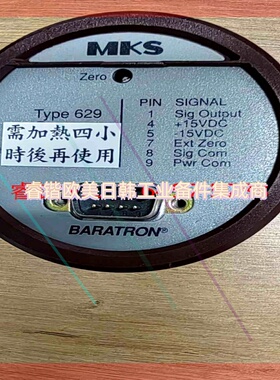 MKS
Zero
Type 629
PIN SIGNAL
1 Sig Output
4 +15VDC
5 -15VDC
7 Ext Zero
8 Sig Com
9 Pwr Com
需加熱四小
時後再使用
睿锴欧美日韩工业备件集成商
BARATRON®